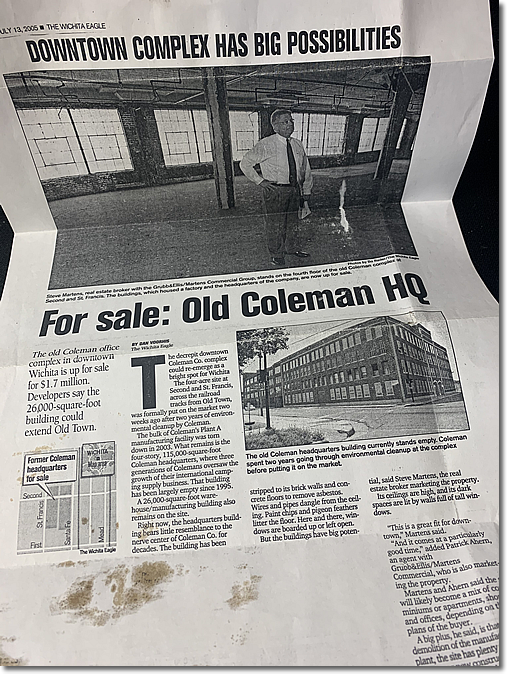 JULY 13, 2005 ■ THE WICHITA EAGLE
DOWNTOWN COMPLEX HAS BIG POSSIBILITIES
Steve Martens, real estate broker with the Grubb&Ellis/Martens Commercial Group, stands on the fourth floor of the old Coleman complex at
Second and St. Francis. The buildings, which housed a factory and the headquarters of the company, are now up for sale.
For sale: Old Coleman HQ
The old Coleman office
complex in downtown
Wichita is up for sale
for $1.7 million.
Developers say the
26,000-square-foot
building could
extend Old Town.
Former Coleman
headquarters
for sale
WICHITA
Map area
Second
St. Francis
Santa Fe
Mead
First
The Wichita Eagle
BY DAN VOORHIS
The Wichita Eagle
The decrepit downtown
Coleman Co. complex
could re-emerge as a
bright spot for Wichita
The four-acre site at
Second and St. Francis,
across the railroad
tracks from Old Town,
was formally put on the market two
weeks ago after two years of environ-
mental cleanup by Coleman.
The bulk of Coleman's Plant A
manufacturing facility was torn
down in 2003. What remains is the
four-story, 115,000-square-foot
Coleman headquarters, where three
generations of Colemans oversaw the
growth of their international camp-
ing supply business. That building
has been largely empty since 1995.
A 26,000-square-foot ware-
house/manufacturing building also
remains on the site.
Right now, the headquarters build-
ing bears little resemblance to the
nerve center of Coleman Co. for
decades. The building has been
The old Coleman headquarters building currently stands empty. Coleman
spent two years going through environmental cleanup at the complex
before putting it on the market.
stripped to its brick walls and con-
crete floors to remove asbestos.
Wires and pipes dangle from the ceil-
ing. Paint chips and pigeon feathers
litter the floor. Here and there, win-
dows are boarded up or left open.
But the buildings have big poten-
tial, said Steve Martens, the real
estate broker marketing the property.
Its ceilings are high, and its dark
spaces are lit by walls full of tall win-
dows.
"This is a great fit for down-
town," Martens said.
"And it comes at a particularly
good time," added Patrick Ahern,
an agent with
Grubb&Ellis/Martens
Commercial, who is also market-
ing the property.
Martens and Ahern said the
will likely become a mix of co
miniums or apartments, sho
and offices, depending on t
plans of the buyer.
A big plus, he said, is tha
demolition of the manufa
plant, the site has plenty
new construc